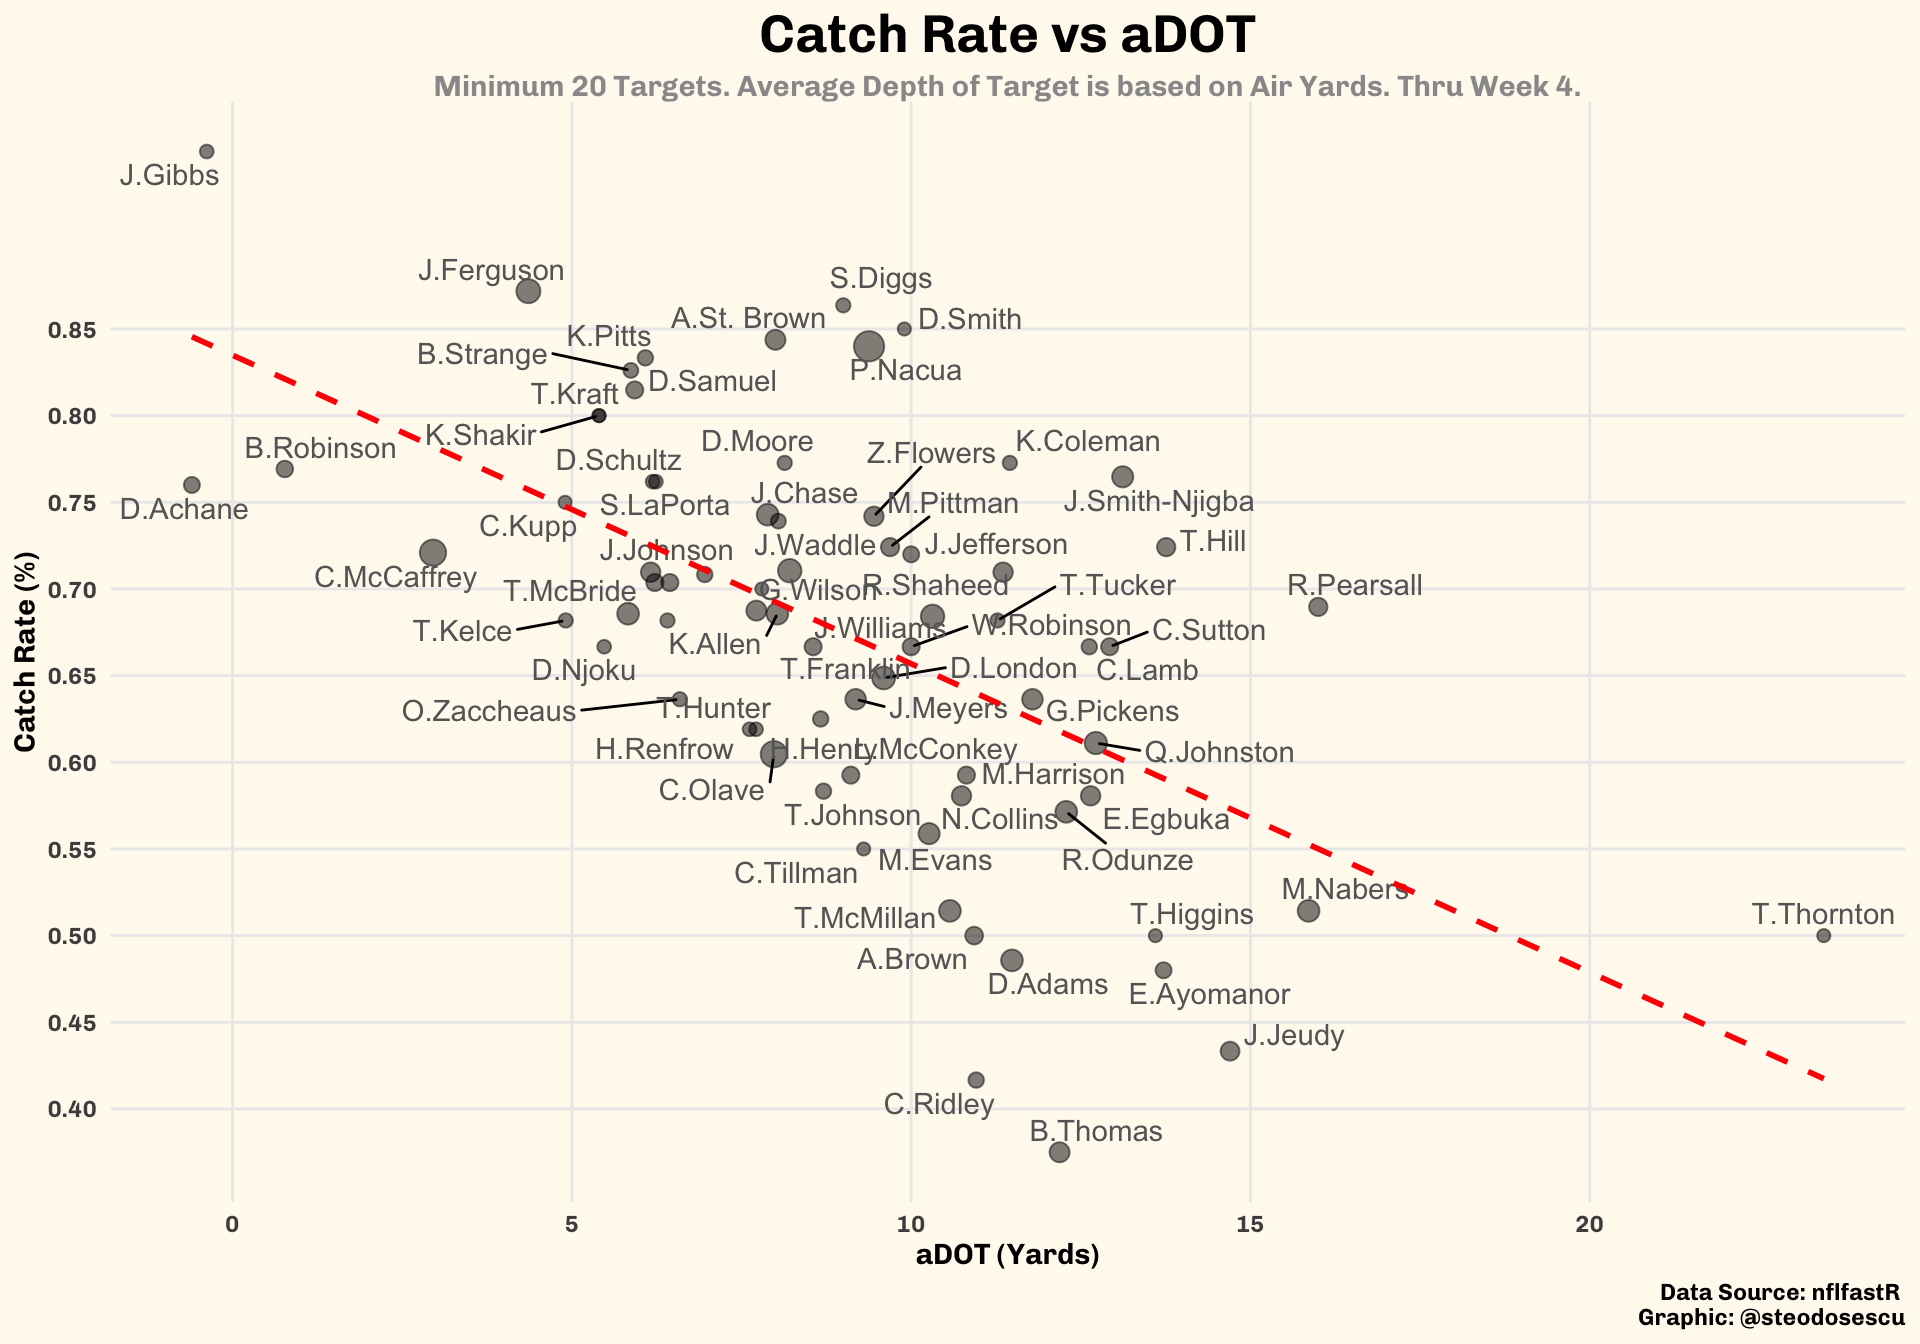 Catch Rate vs aDOT
Minimum 20 Targets. Average Depth of Target is based on Air Yards. Thru Week 4.
J.Gibbs
J.Ferguson
S.Diggs
A.St. Brown
D.Smith
K.Pitts
B.Strange
P.Nacua
D.Samuel
T.Kraft
K.Shakir
B.Robinson
D.Moore
Z.Flowers
K.Coleman
D.Schultz
D.Achane
S.LaPorta
J.Chase
M.Pittman
J.Smith-Njigba
C.Kupp
J.Johnson
J.Waddle
J.Jefferson
T.Hill
C.McCaffrey
T.McBride
G.Wilson
R.Shaheed
T.Tucker
R.Pearsall
T.Kelce
K.Allen
J.Williams
W.Robinson
C.Sutton
D.Njoku
T.Franklin
D.London
C.Lamb
O.Zaccheaus
T.Hunter
J.Meyers
G.Pickens
H.Renfrow
H.Henry
L.McConkey
Q.Johnston
C.Olave
M.Harrison
T.Johnson
N.Collins
E.Egbuka
C.Tillman
M.Evans
R.Odunze
M.Nabers
T.McMillan
T.Higgins
T.Thornton
A.Brown
D.Adams
E.Ayomanor
J.Jeudy
C.Ridley
B.Thomas
Catch Rate (%)
0.85
0.80
0.75
0.70
0.65
0.60
0.55
0.50
0.45
0.40
0 5 10 15 20
aDOT (Yards)
Data Source: nflfastR
Graphic: @steodosescu